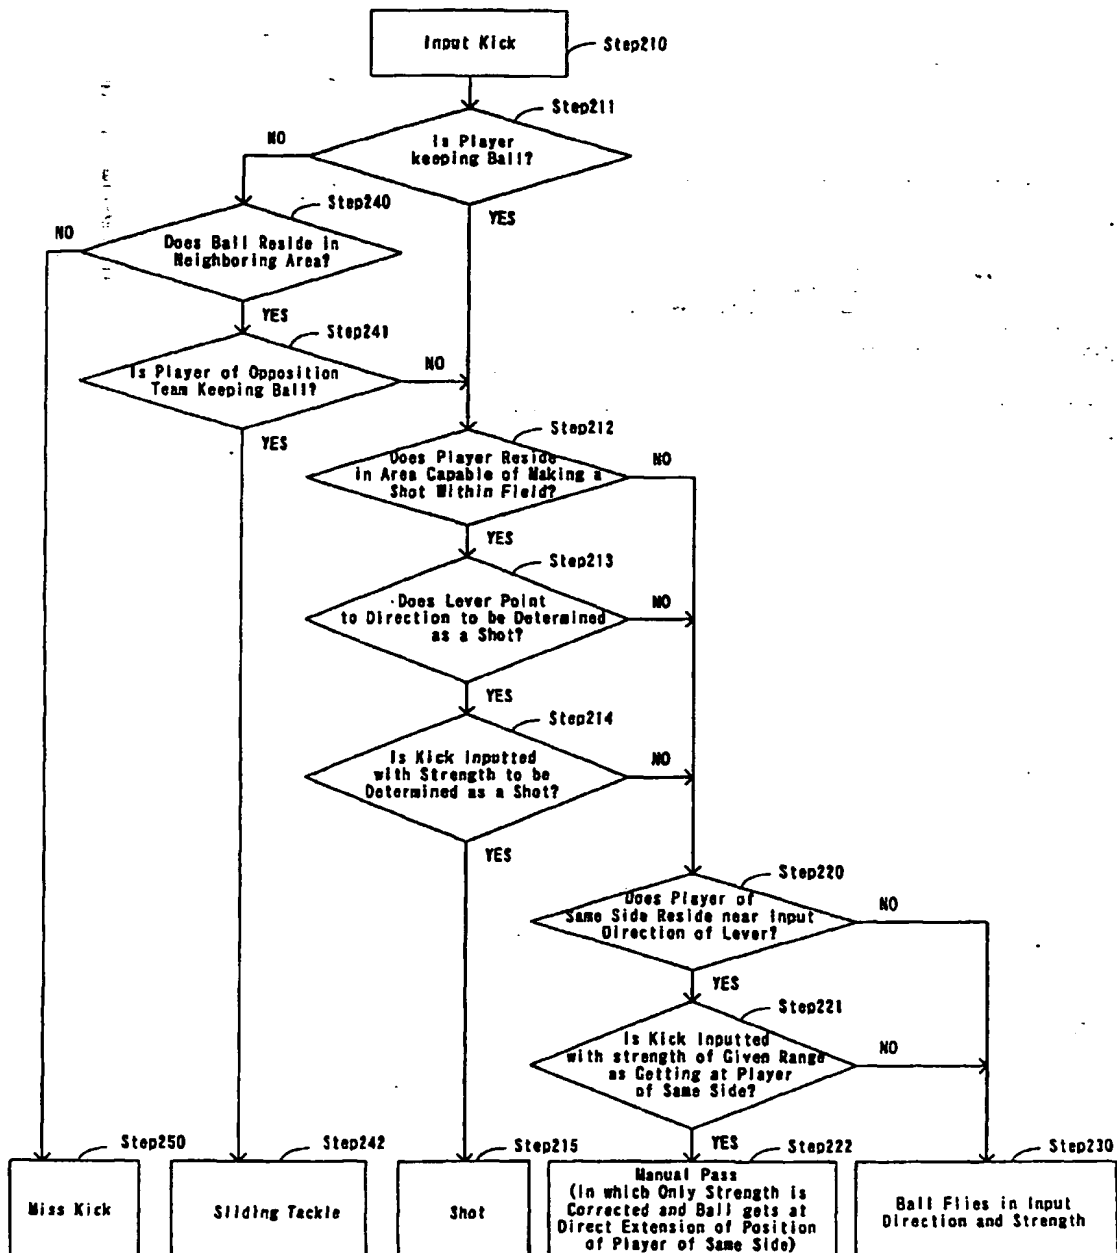 Input Kick
Step210
Step211
Is Player
keeping Ball?
NO
YES
Step240
NO
Does Ball Reside in
Neighboring Area?
YES
Step241
NO
Is Player of Opposition
Team Keeping Ball?
YES
Step212
NO
Does Player Reside
in Area Capable of Making a
Shot Within Field?
YES
Step213
Does Lever Point
to Direction to be Determined
as a Shot?
NO
YES
Step214
Is Kick Inputted
with Strength to be
Determined as a Shot?
NO
YES
Step220
Does Player of
Same Side Reside near Input
Direction of Lever?
NO
YES
Step221
Is Kick Inputted
with strength of Given Range
as Getting at Player
of Same Side?
NO
YES
Step250
Miss Kick
Step242
Sliding Tackle
Step215
Shot
Step222
Manual Pass
(in which Only Strength is
Corrected and Ball gets at
Direct Extension of Position
of Player of Same Side)
Step230
Ball Flies in Input
Direction and Strength